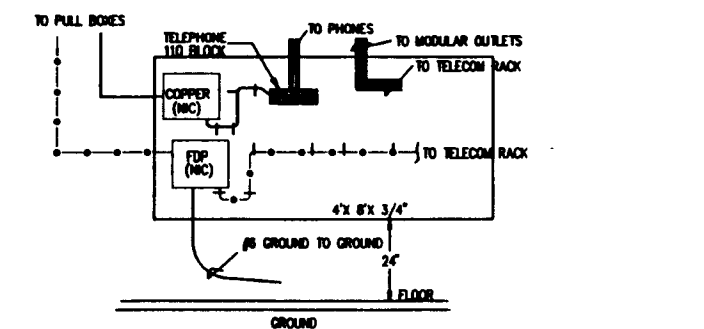 TO PULL BOXES
TO PHONES
TELEPHONE
110 BLOCK
TO MODULAR OUTLETS
TO TELECOM RACK
COPPER
(NIC)
FDP
(NIC)
TO TELECOM RACK
4'X 8'X 3/4"
#6 GROUND TO GROUND
24"
FLOOR
GROUND